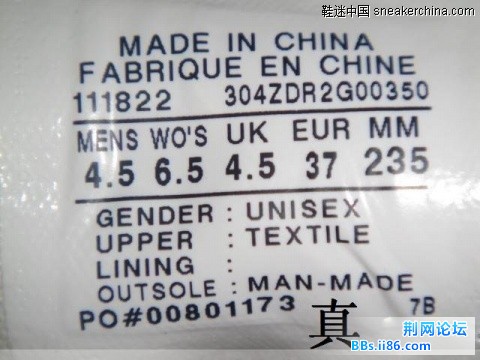 鞋迷中国 sneakerchina.com
MADE IN CHINA
FABRIQUE EN CHINE
111822 304ZDR2G00350
MENS WO'S UK EUR MM
4.5 6.5 4.5 37 235
GENDER : UNISEX
UPPER : TEXTILE
LINING :
OUTSOLE : MAN-MADE
PO#00801173 真 7B
荆网论坛
BBs.ii86.com